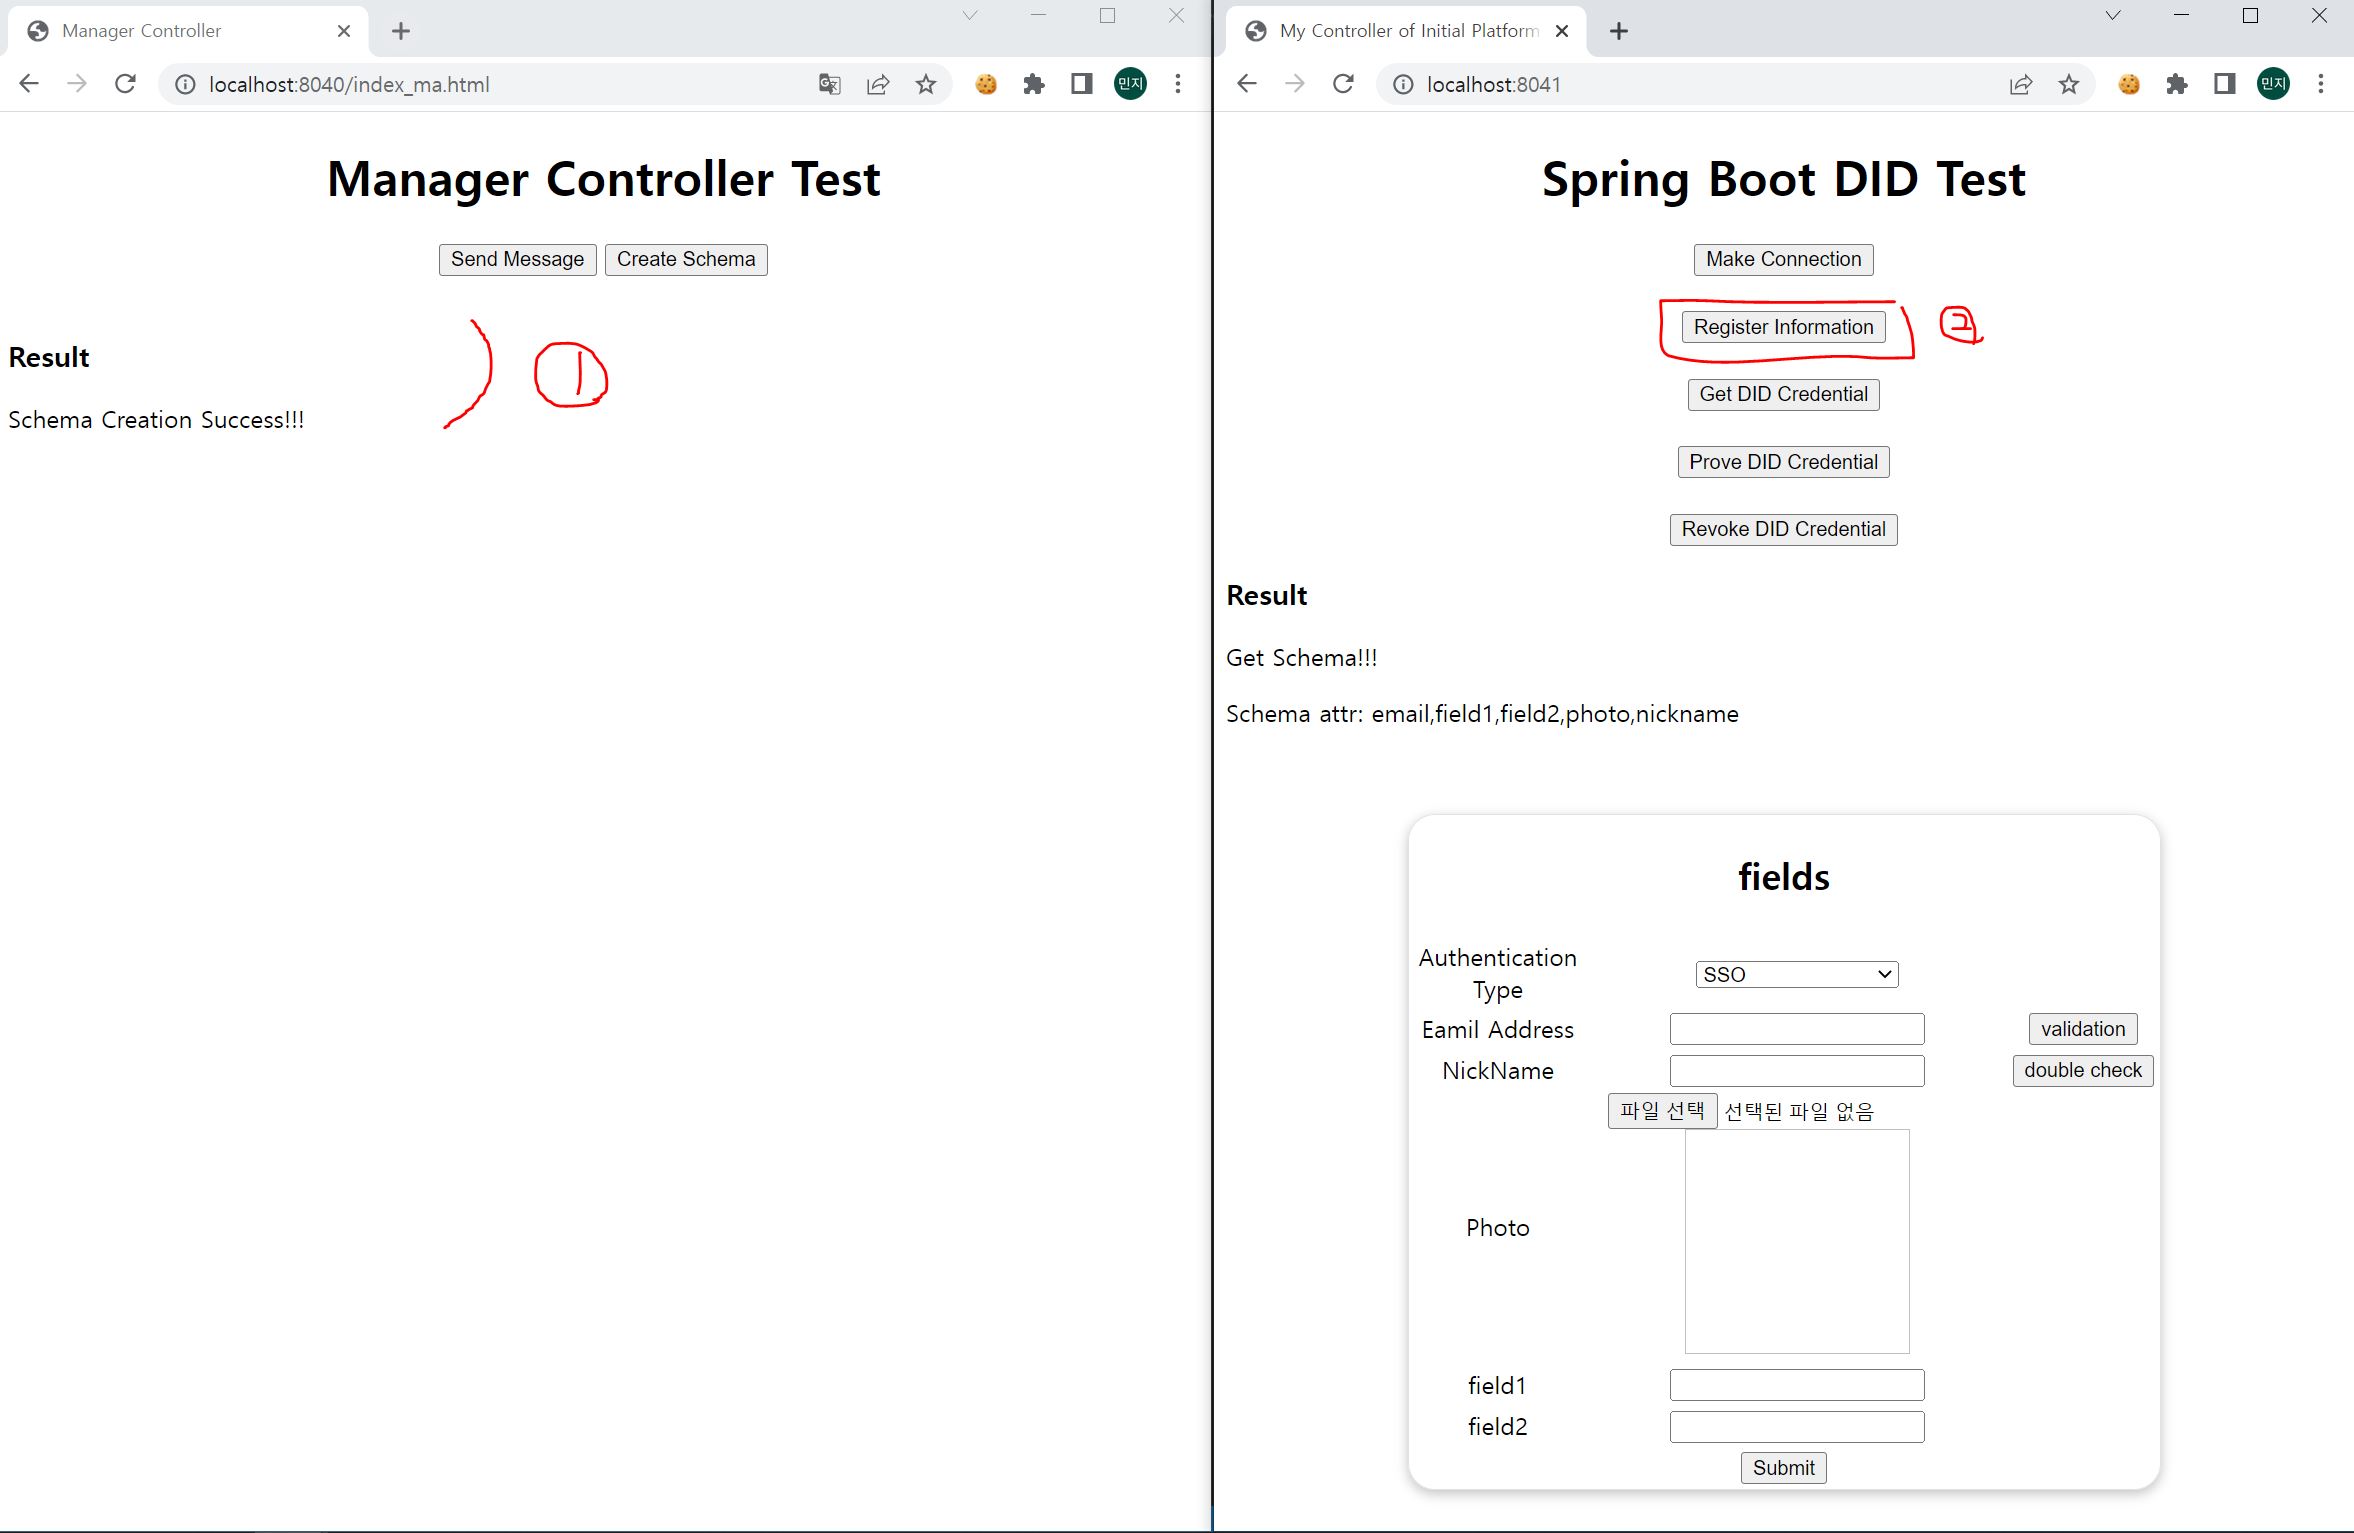 Manager Controller
localhost:8040/index_ma.html
민지
Manager Controller Test
Send Message Create Schema
1
Result
Schema Creation Success!!!
My Controller of Initial Platform
localhost:8041
민지
Spring Boot DID Test
Make Connection
Register Information 2
Get DID Credential
Prove DID Credential
Revoke DID Credential
Result
Get Schema!!!
Schema attr: email,field1,field2,photo,nickname
fields
Authentication
Type SSO
Eamil Address validation
NickName double check
파일 선택 선택된 파일 없음
Photo
field1
field2
Submit